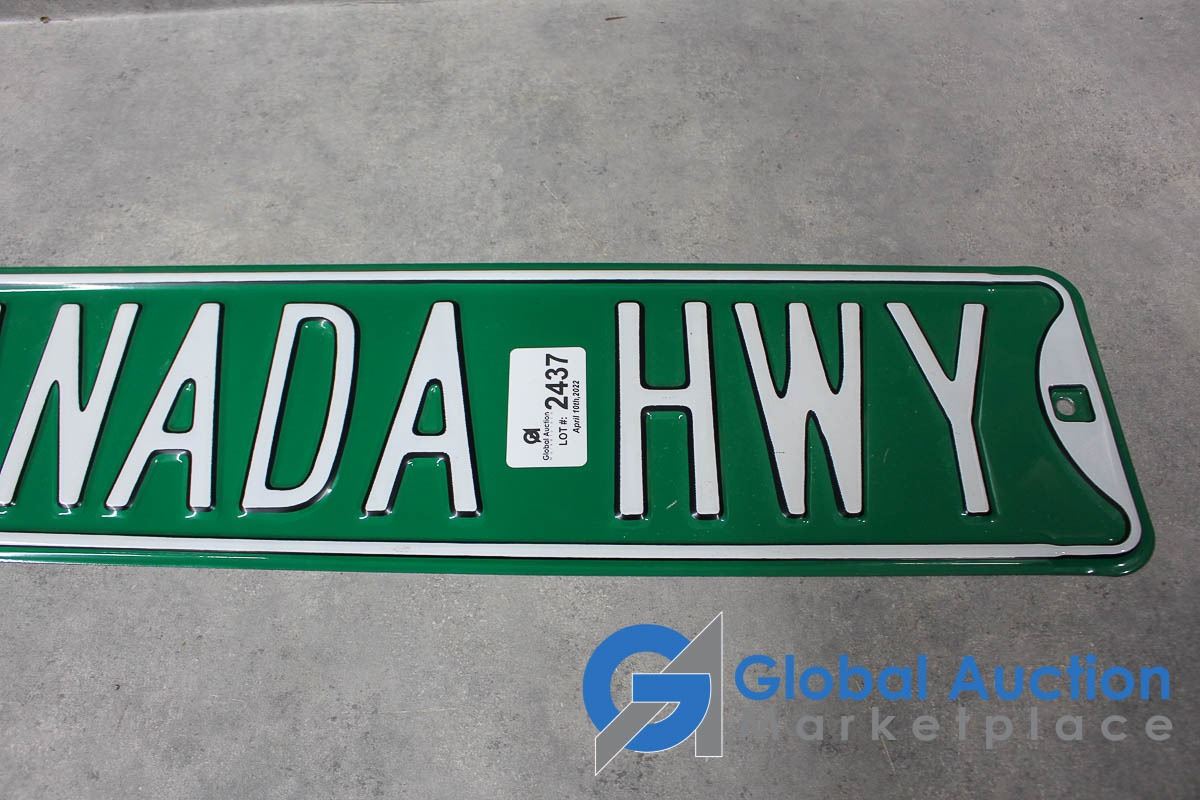 NADA HWY
Global Auction
LOT #: 2437
April 10th,2022
Global Auction
Marketplace